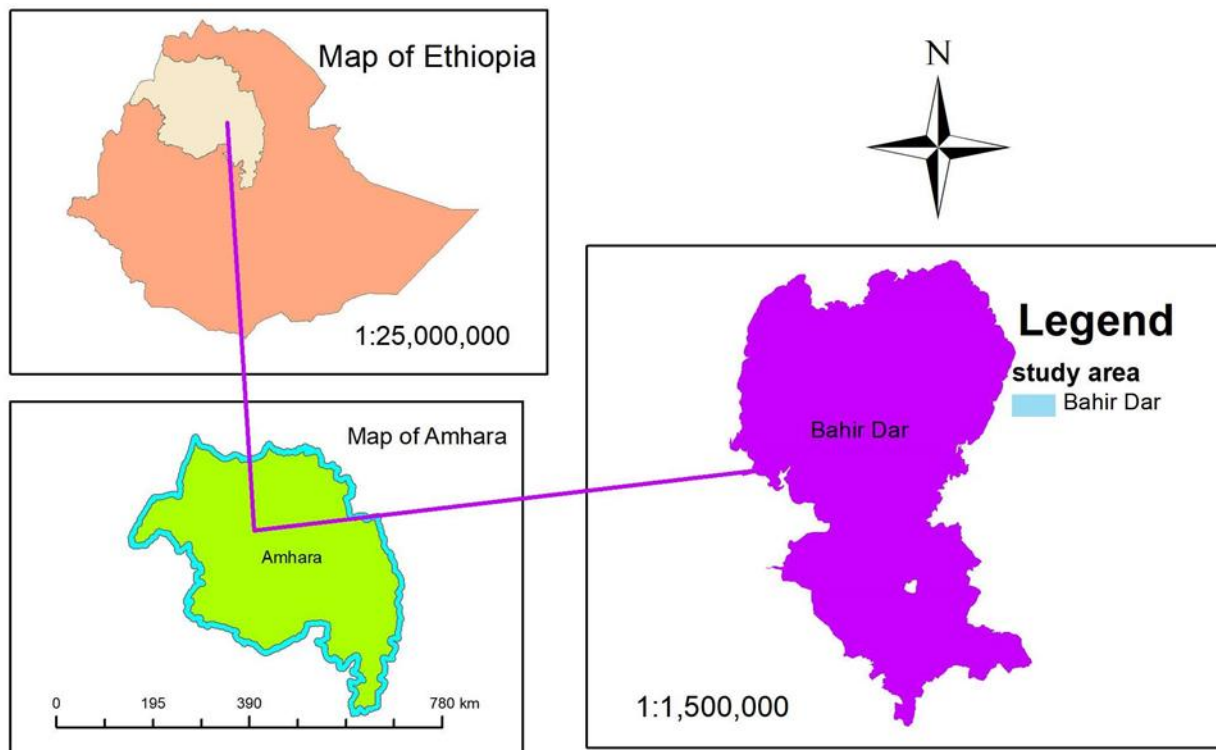 Map of Ethiopia
1:25,000,000
N
Map of Amhara
Amhara
0 195 390 780 km
Legend
study area
Bahir Dar
Bahir Dar
1:1,500,000